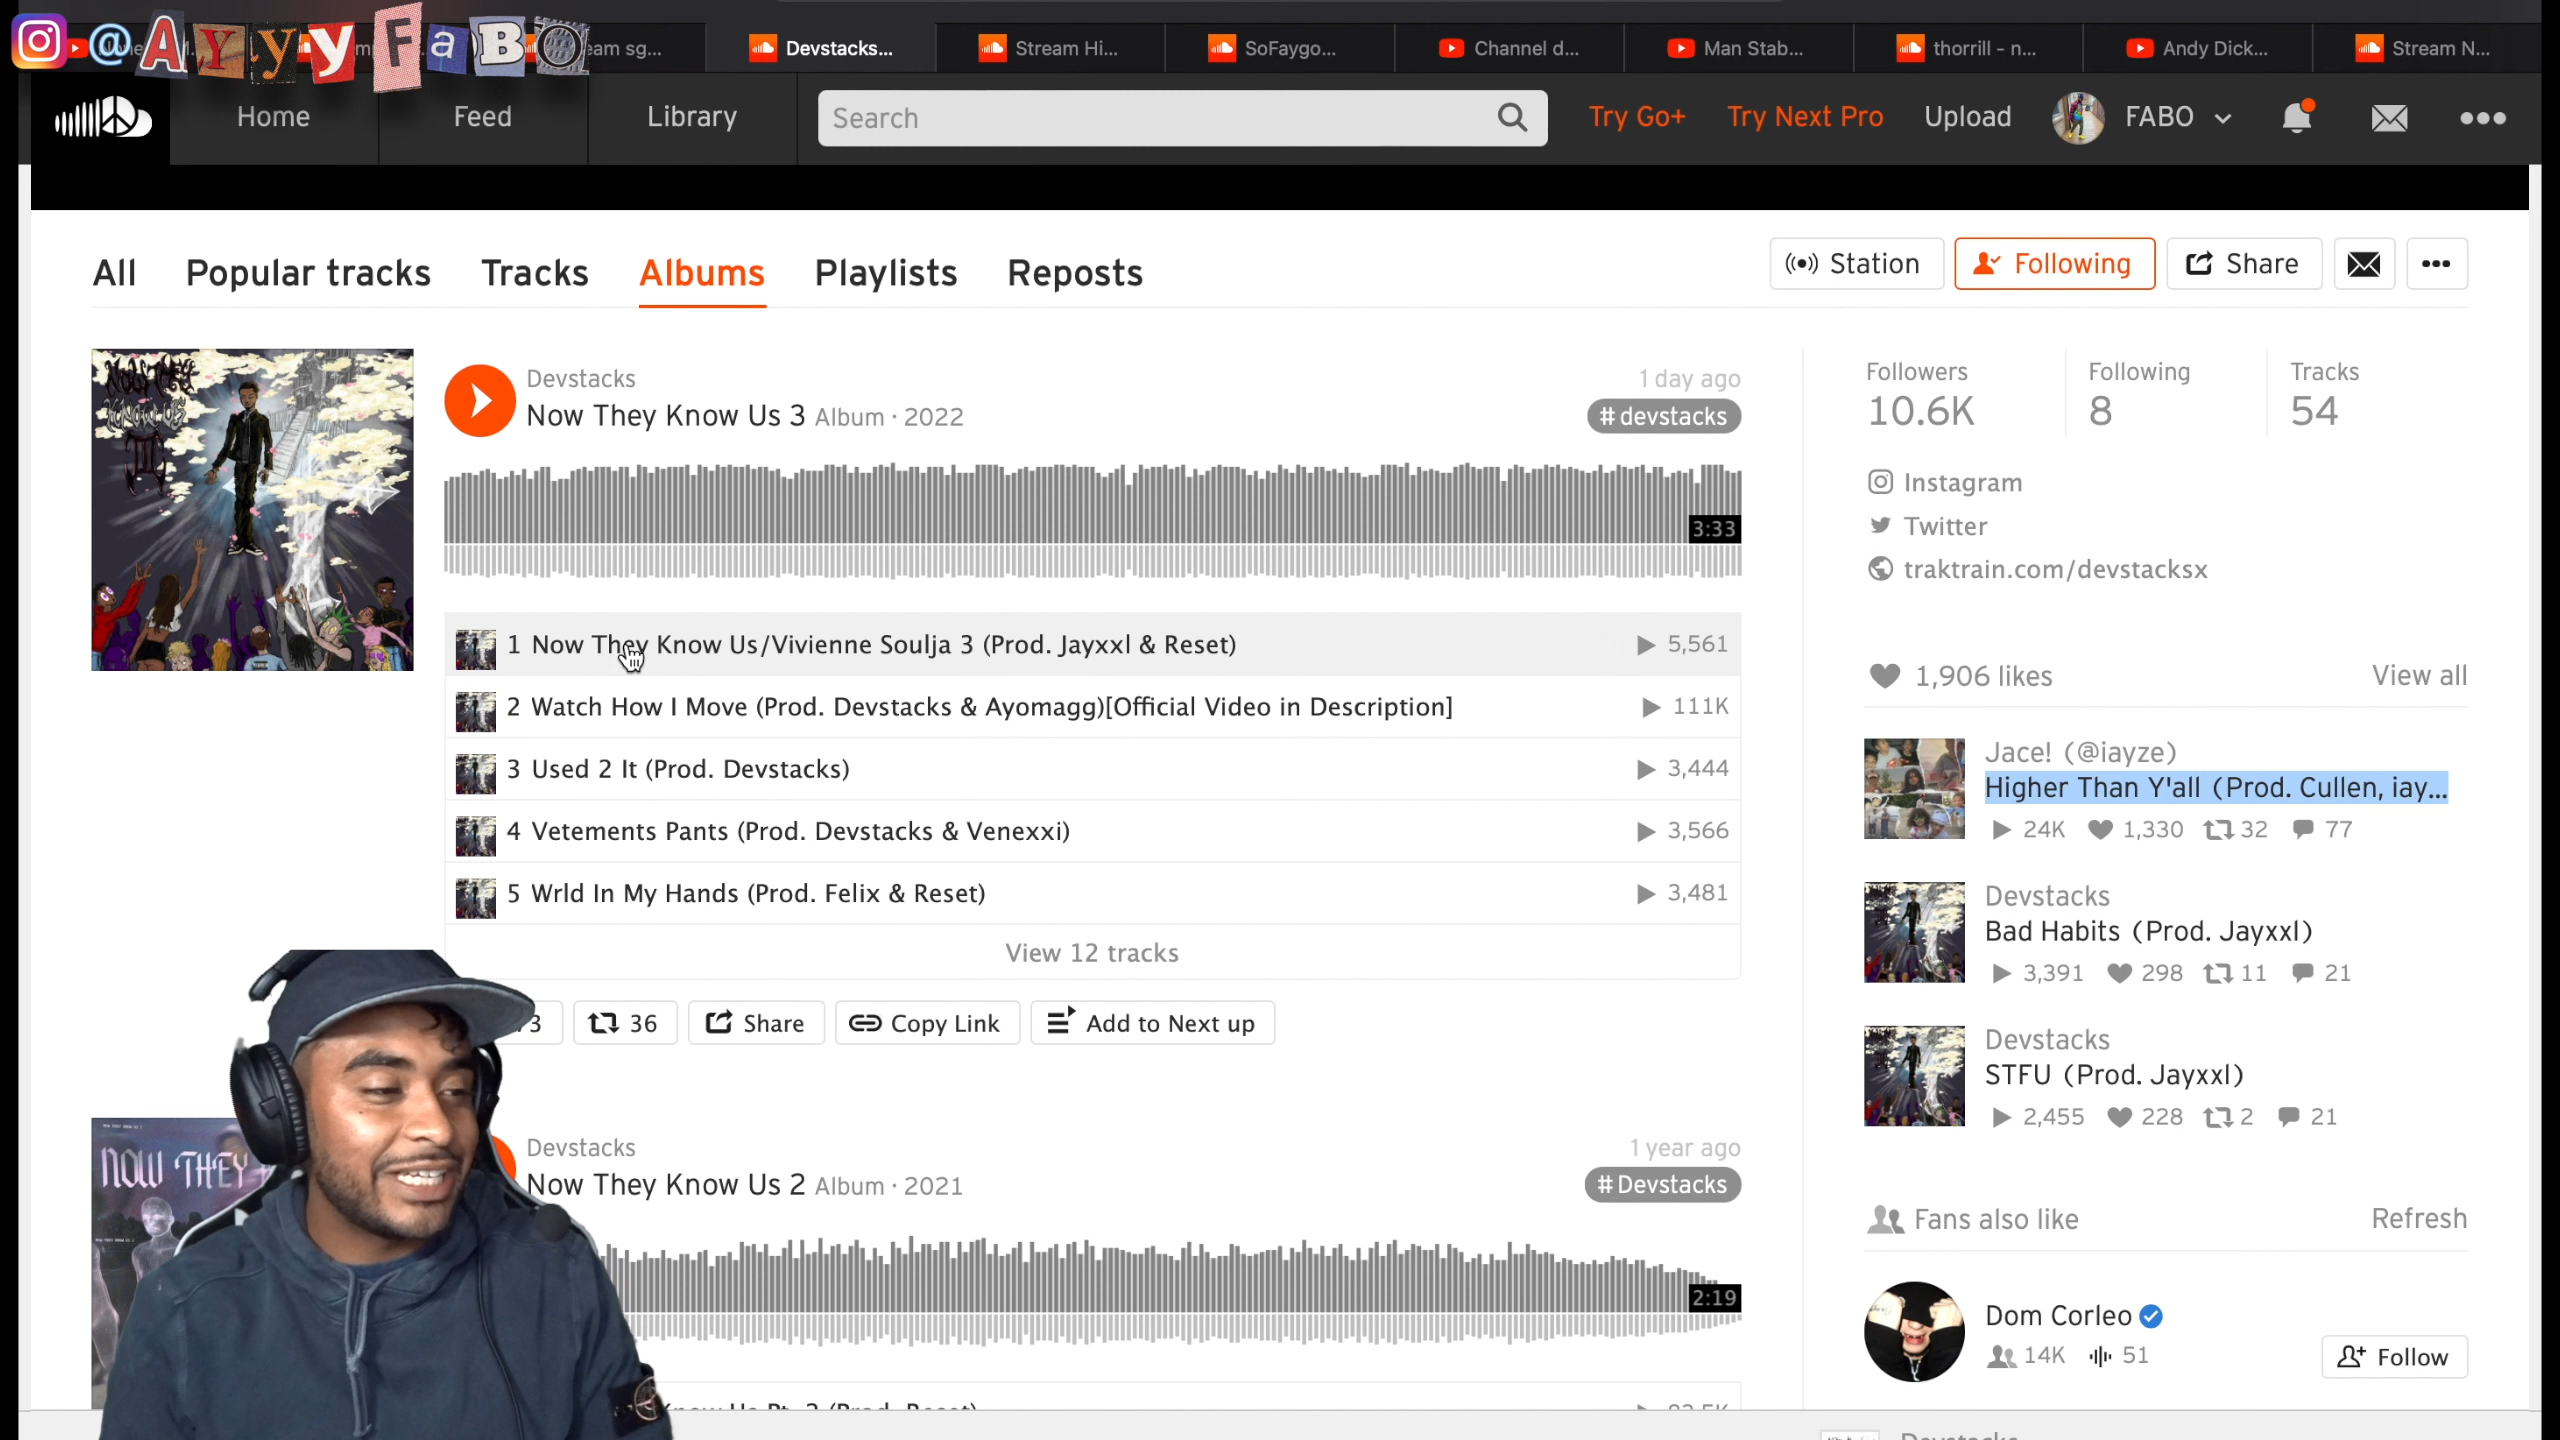 @AYyyFaBO
eam sg...
Devstacks...
Stream Hi...
SoFaygo...
Channel d...
Man Stab...
thorrill - n...
Andy Dick...
Stream N...
Home
Feed
Library
Search
Try Go+
Try Next Pro
Upload
FABO
All
Popular tracks
Tracks
Albums
Playlists
Reposts
Station
Following
Share
Devstacks
1 day ago
Now They Know Us 3 Album · 2022
# devstacks
3:33
1 Now They Know Us/Vivienne Soulja 3 (Prod. Jayxxl & Reset) 5,561
2 Watch How I Move (Prod. Devstacks & Ayomagg)[Official Video in Description] 111K
3 Used 2 It (Prod. Devstacks) 3,444
4 Vetements Pants (Prod. Devstacks & Venexxi) 3,566
5 Wrld In My Hands (Prod. Felix & Reset) 3,481
View 12 tracks
36
Share
Copy Link
Add to Next up
NOW THEY
Devstacks
1 year ago
Now They Know Us 2 Album · 2021
# Devstacks
2:19
Followers
10.6K
Following
8
Tracks
54
Instagram
Twitter
traktrain.com/devstacksx
1,906 likes
View all
Jace! (@iayze)
Higher Than Y'all (Prod. Cullen, iay...
24K 1,330 32 77
Devstacks
Bad Habits (Prod. Jayxxl)
3,391 298 11 21
Devstacks
STFU (Prod. Jayxxl)
2,455 228 2 21
Fans also like
Refresh
Dom Corleo
14K 51
Follow